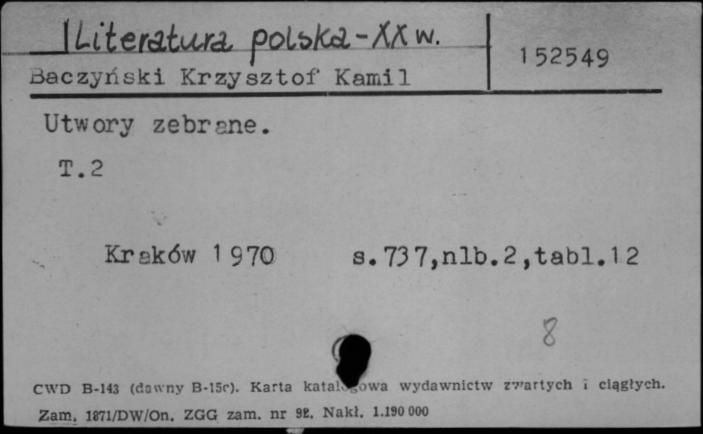 Literatura polska - XX w.
152549
Baczyński Krzysztof Kamil
Utwory zebrane.
T.2
Kraków 1970 s.737,nlb.2,tabl.12
8
CWD B-143 (dawny B-15c). Karta katalogowa wydawnictw zwartych i ciągłych.
Zam. 1871/DW/On. ZGG zam. nr 92. Nakł. 1.190 000